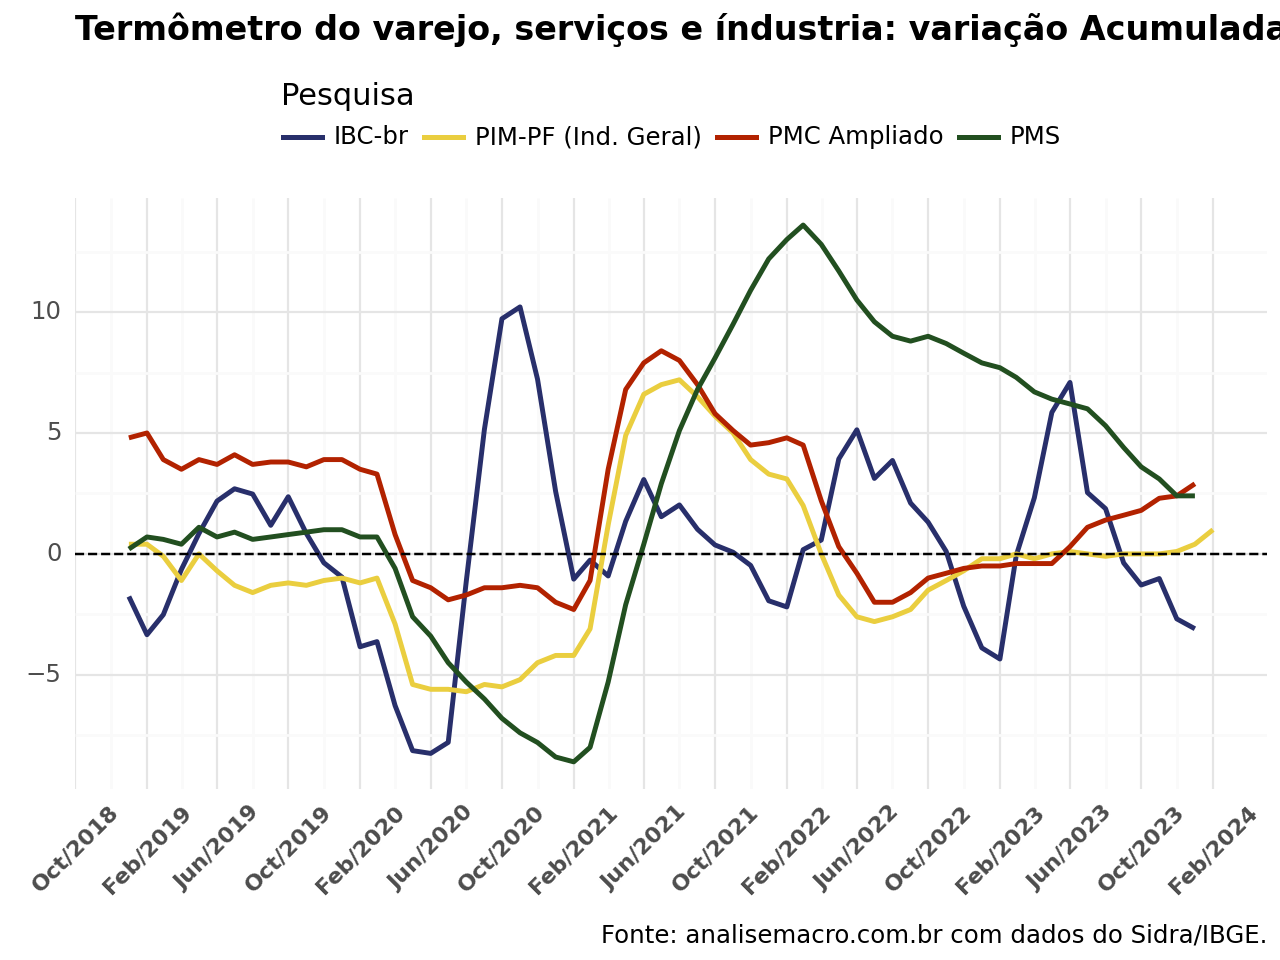 Termômetro do varejo, serviços e índustria: variação Acumulada
Pesquisa
IBC-br PIM-PF (Ind. Geral) PMC Ampliado PMS
10
5
0
−5
Oct/2018 Feb/2019 Jun/2019 Oct/2019 Feb/2020 Jun/2020 Oct/2020 Feb/2021 Jun/2021 Oct/2021 Feb/2022 Jun/2022 Oct/2022 Feb/2023 Jun/2023 Oct/2023 Feb/2024
Fonte: analisemacro.com.br com dados do Sidra/IBGE.